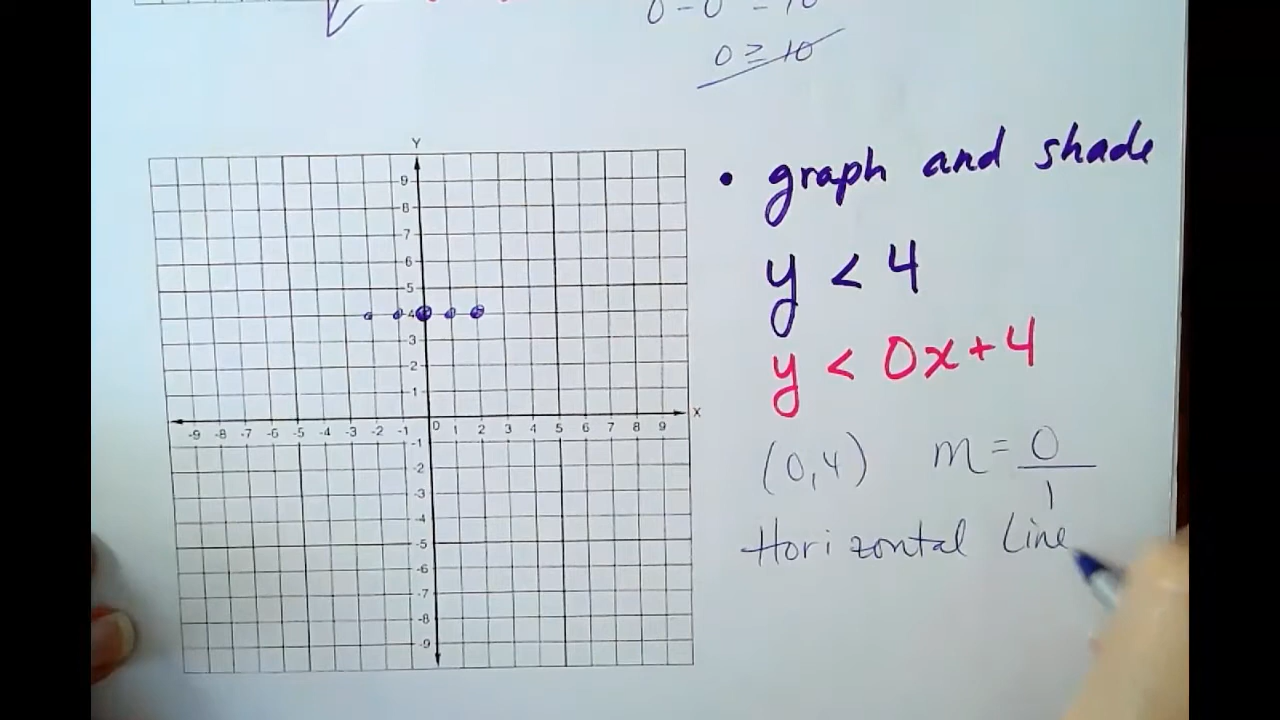 0 ≥ 10
• graph and shade
y < 4
y < 0x + 4
(0,4) m = 0/1
Horizontal Line
Y
9
8
7
6
5
4
3
2
1
X
-9 -8 -7 -6 -5 -4 -3 -2 -1 0 1 2 3 4 5 6 7 8 9
-1
-2
-3
-4
-5
-6
-7
-8
-9